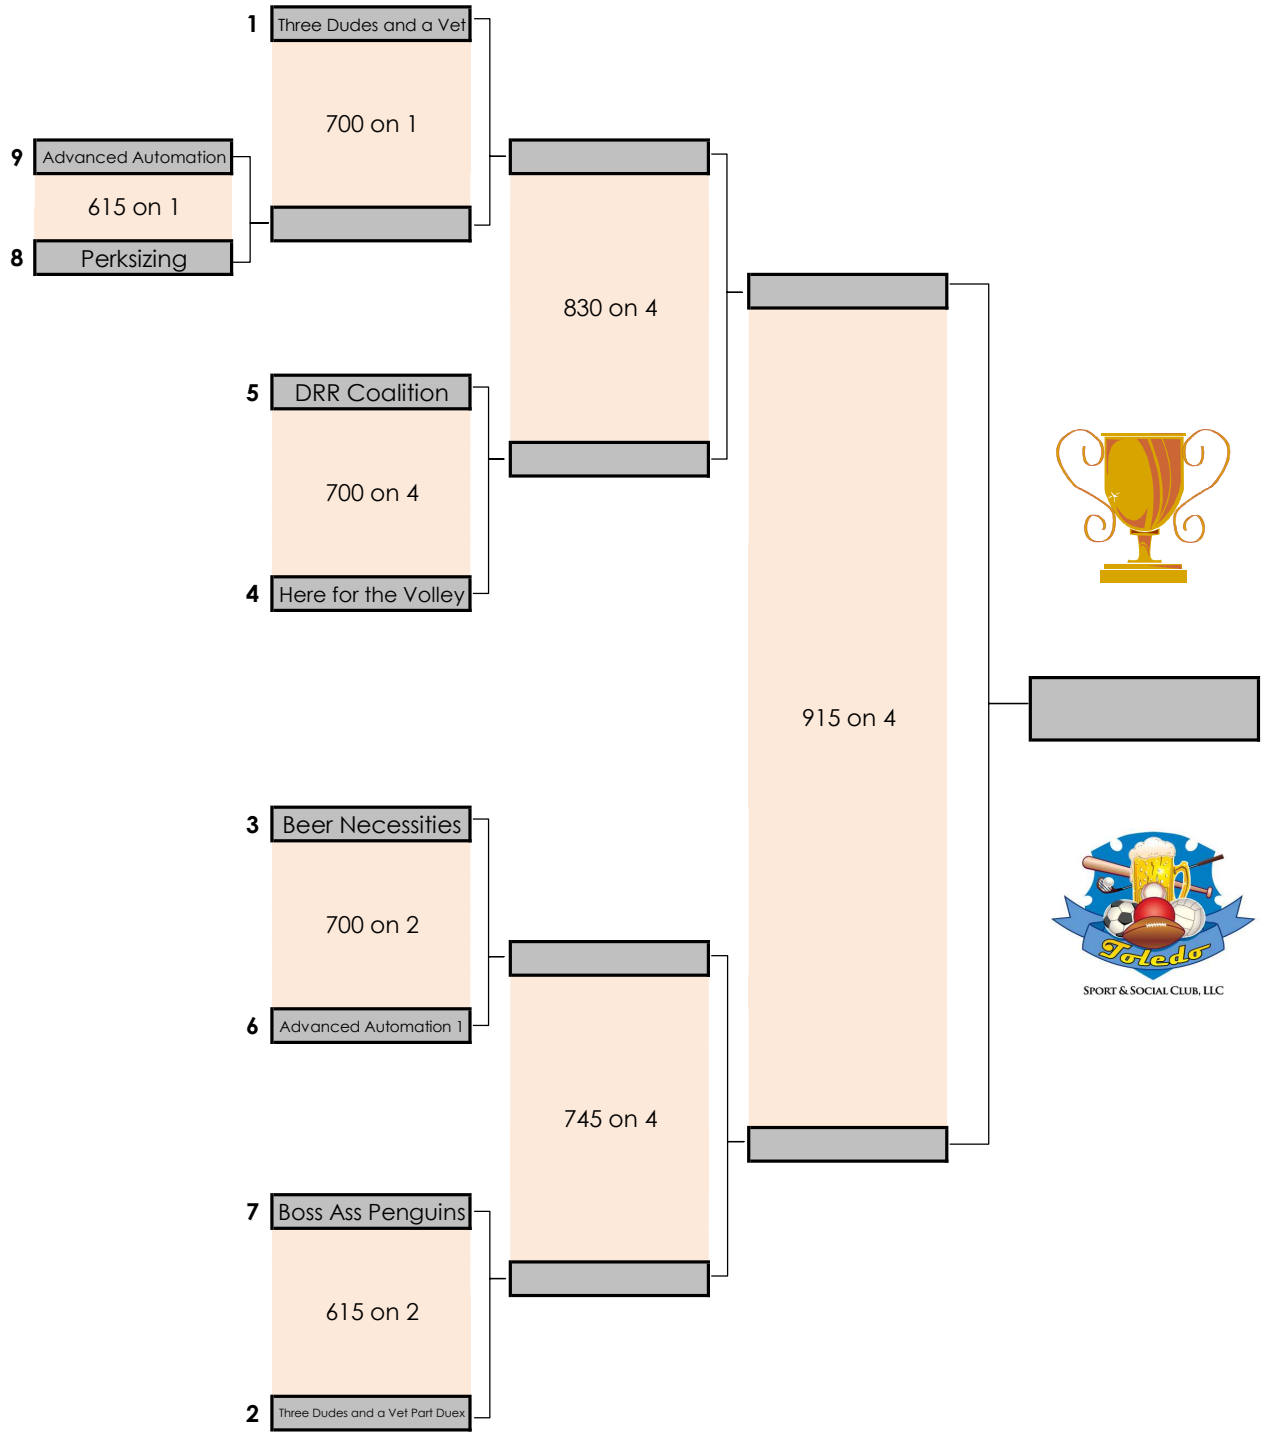 1 Three Dudes and a Vet
700 on 1
9 Advanced Automation
615 on 1
8 Perksizing
830 on 4
5 DRR Coalition
700 on 4
4 Here for the Volley
915 on 4
3 Beer Necessities
700 on 2
6 Advanced Automation 1
745 on 4
7 Boss Ass Penguins
615 on 2
2 Three Dudes and a Vet Part Duex
Toledo
SPORT & SOCIAL CLUB, LLC